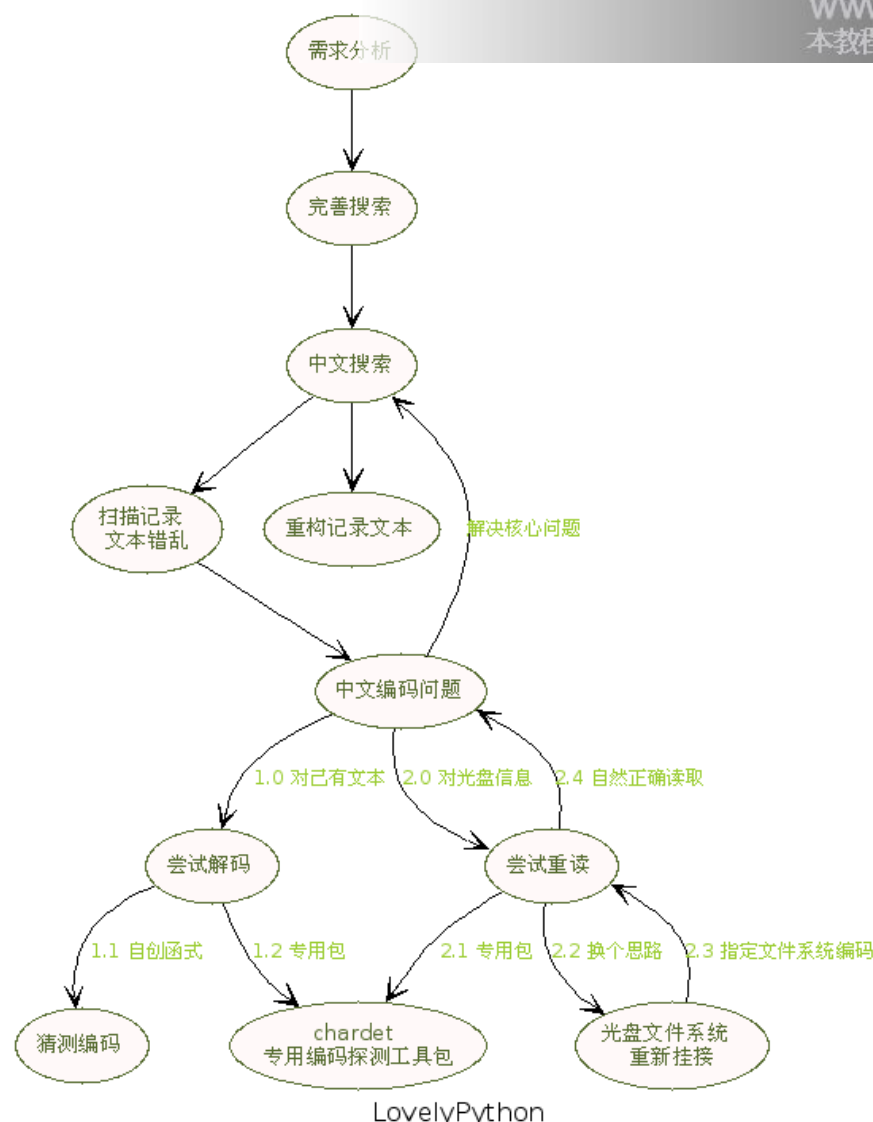 WWW
本教程
需求分析
完善搜索
中文搜索
扫描记录
文本错乱
重构记录文本
解决核心问题
中文编码问题
1.0 对已有文本
2.0 对光盘信息
2.4 自然正确读取
尝试解码
尝试重读
1.1 自创函式
1.2 专用包
2.1 专用包
2.2 换个思路
2.3 指定文件系统编码
猜测编码
chardet
专用编码探测工具包
光盘文件系统
重新挂接
LovelyPython